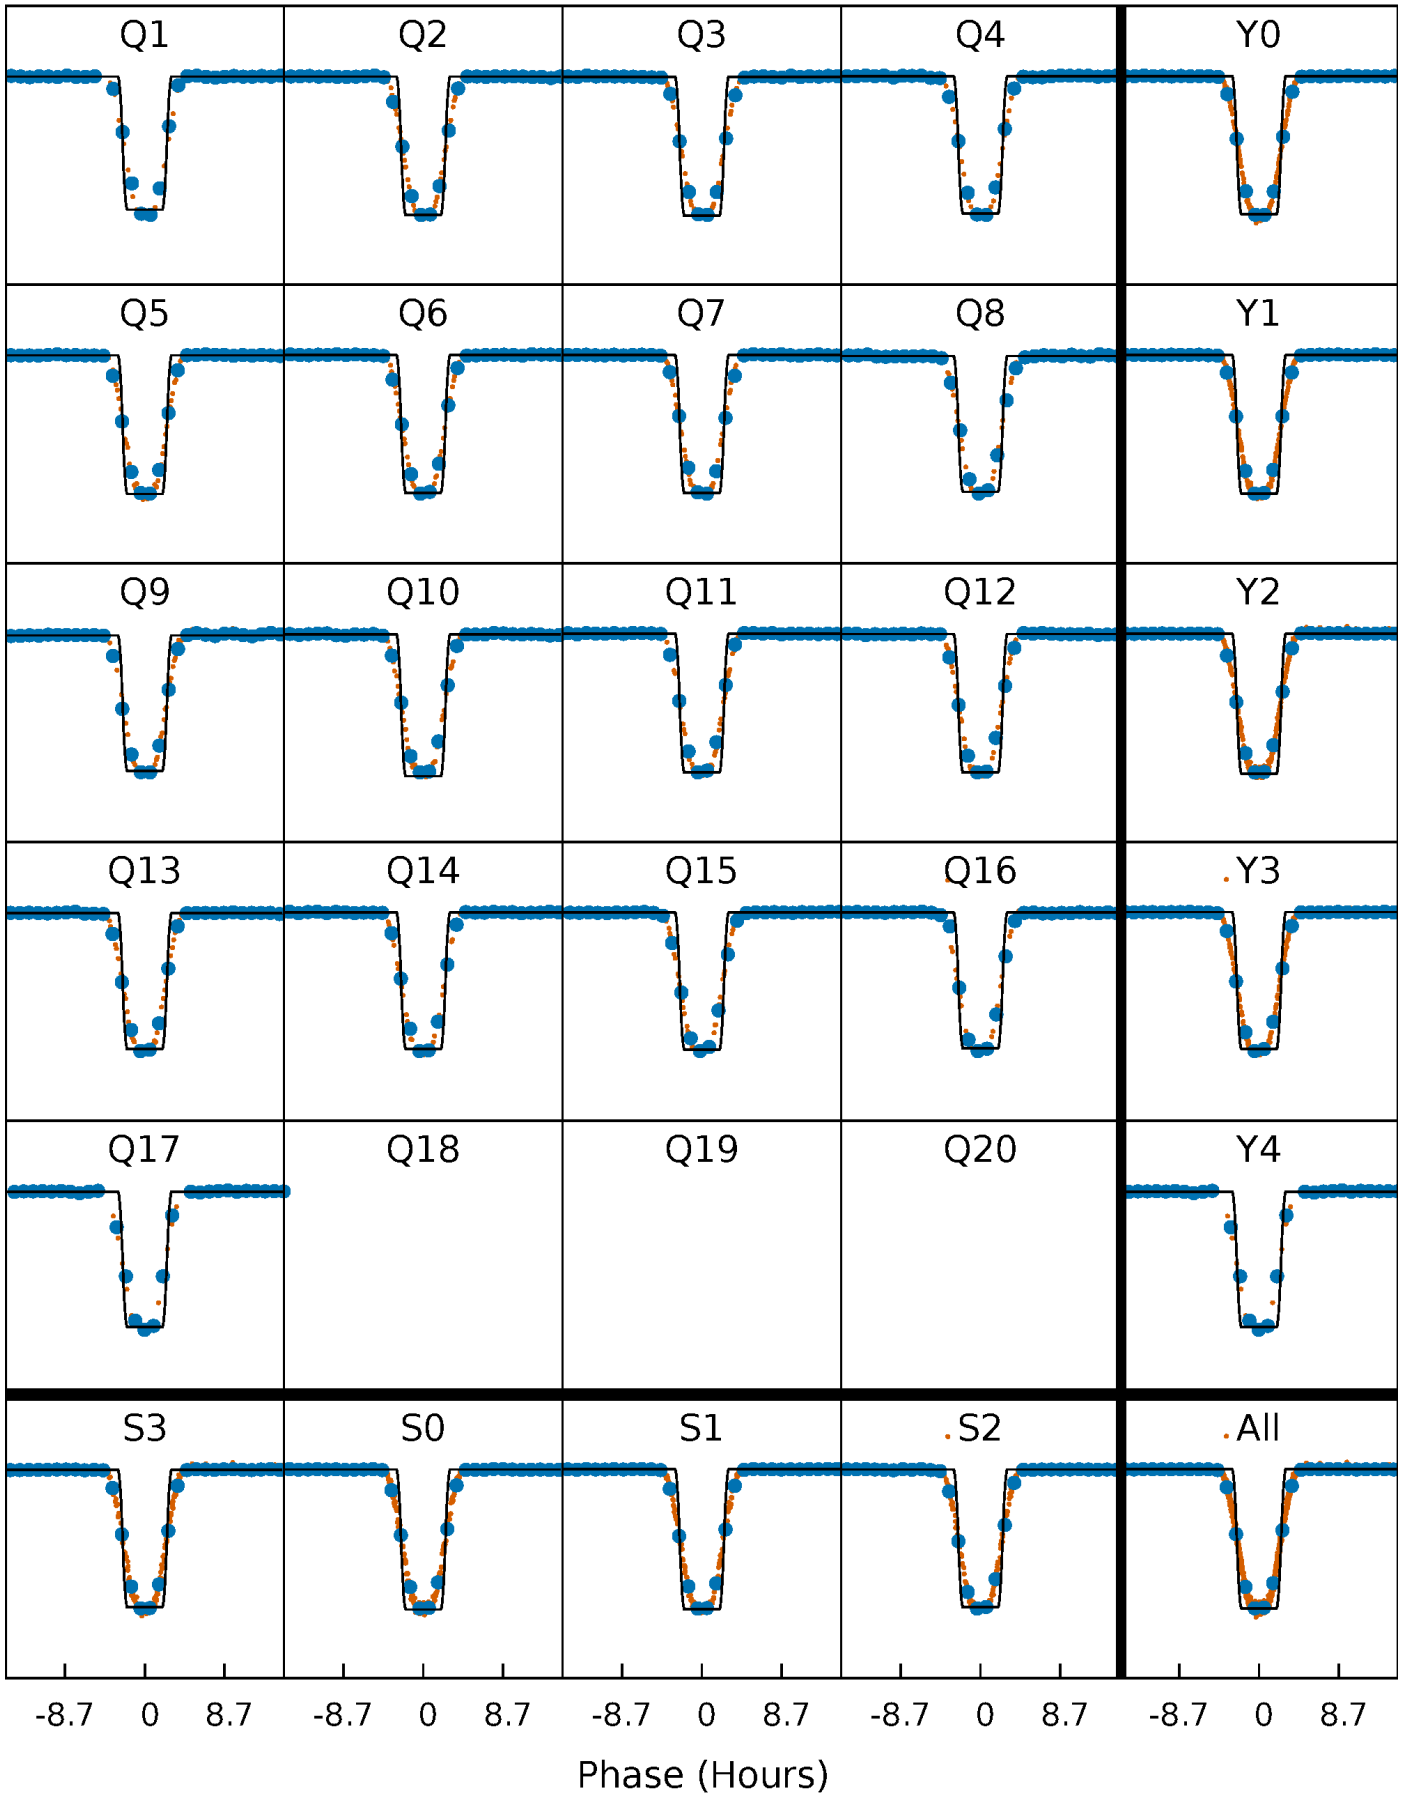 Q1 Q2 Q3 Q4 Y0
Q5 Q6 Q7 Q8 Y1
Q9 Q10 Q11 Q12 Y2
Q13 Q14 Q15 Q16 Y3
Q17 Q18 Q19 Q20 Y4
S3 S0 S1 S2 All
-8.7 0 8.7 -8.7 0 8.7 -8.7 0 8.7 -8.7 0 8.7 -8.7 0 8.7
Phase (Hours)